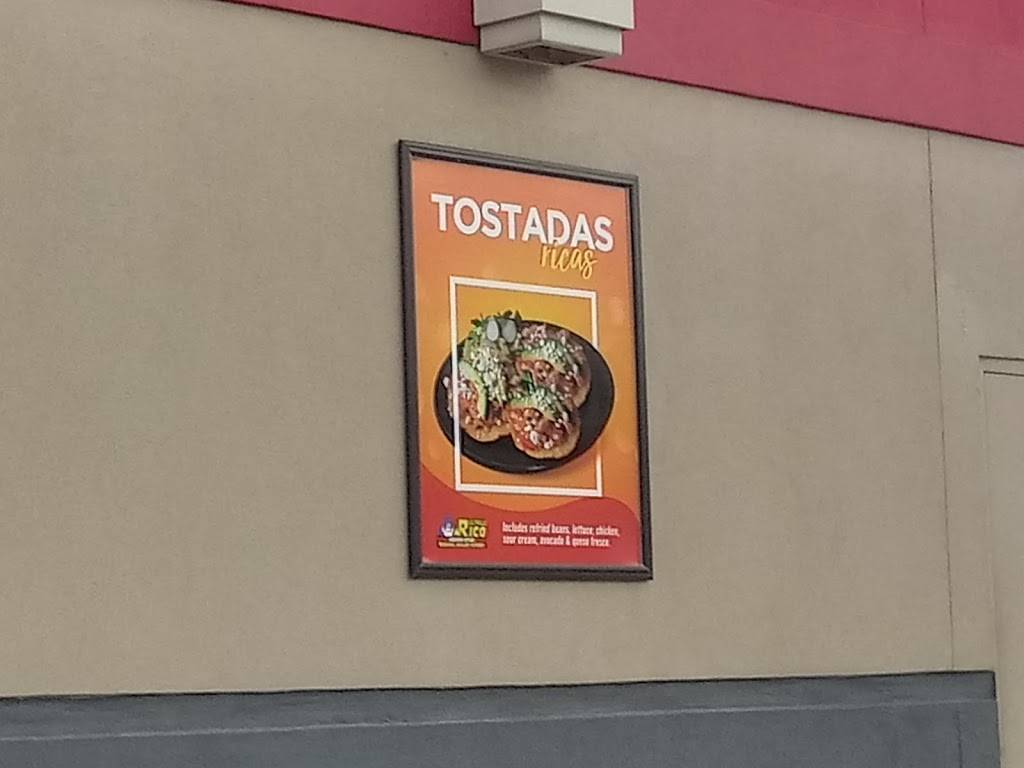 TOSTADAS
ricas
Rico
Includes refried beans, lettuce, chicken,
sour cream, avocado & queso fresco.